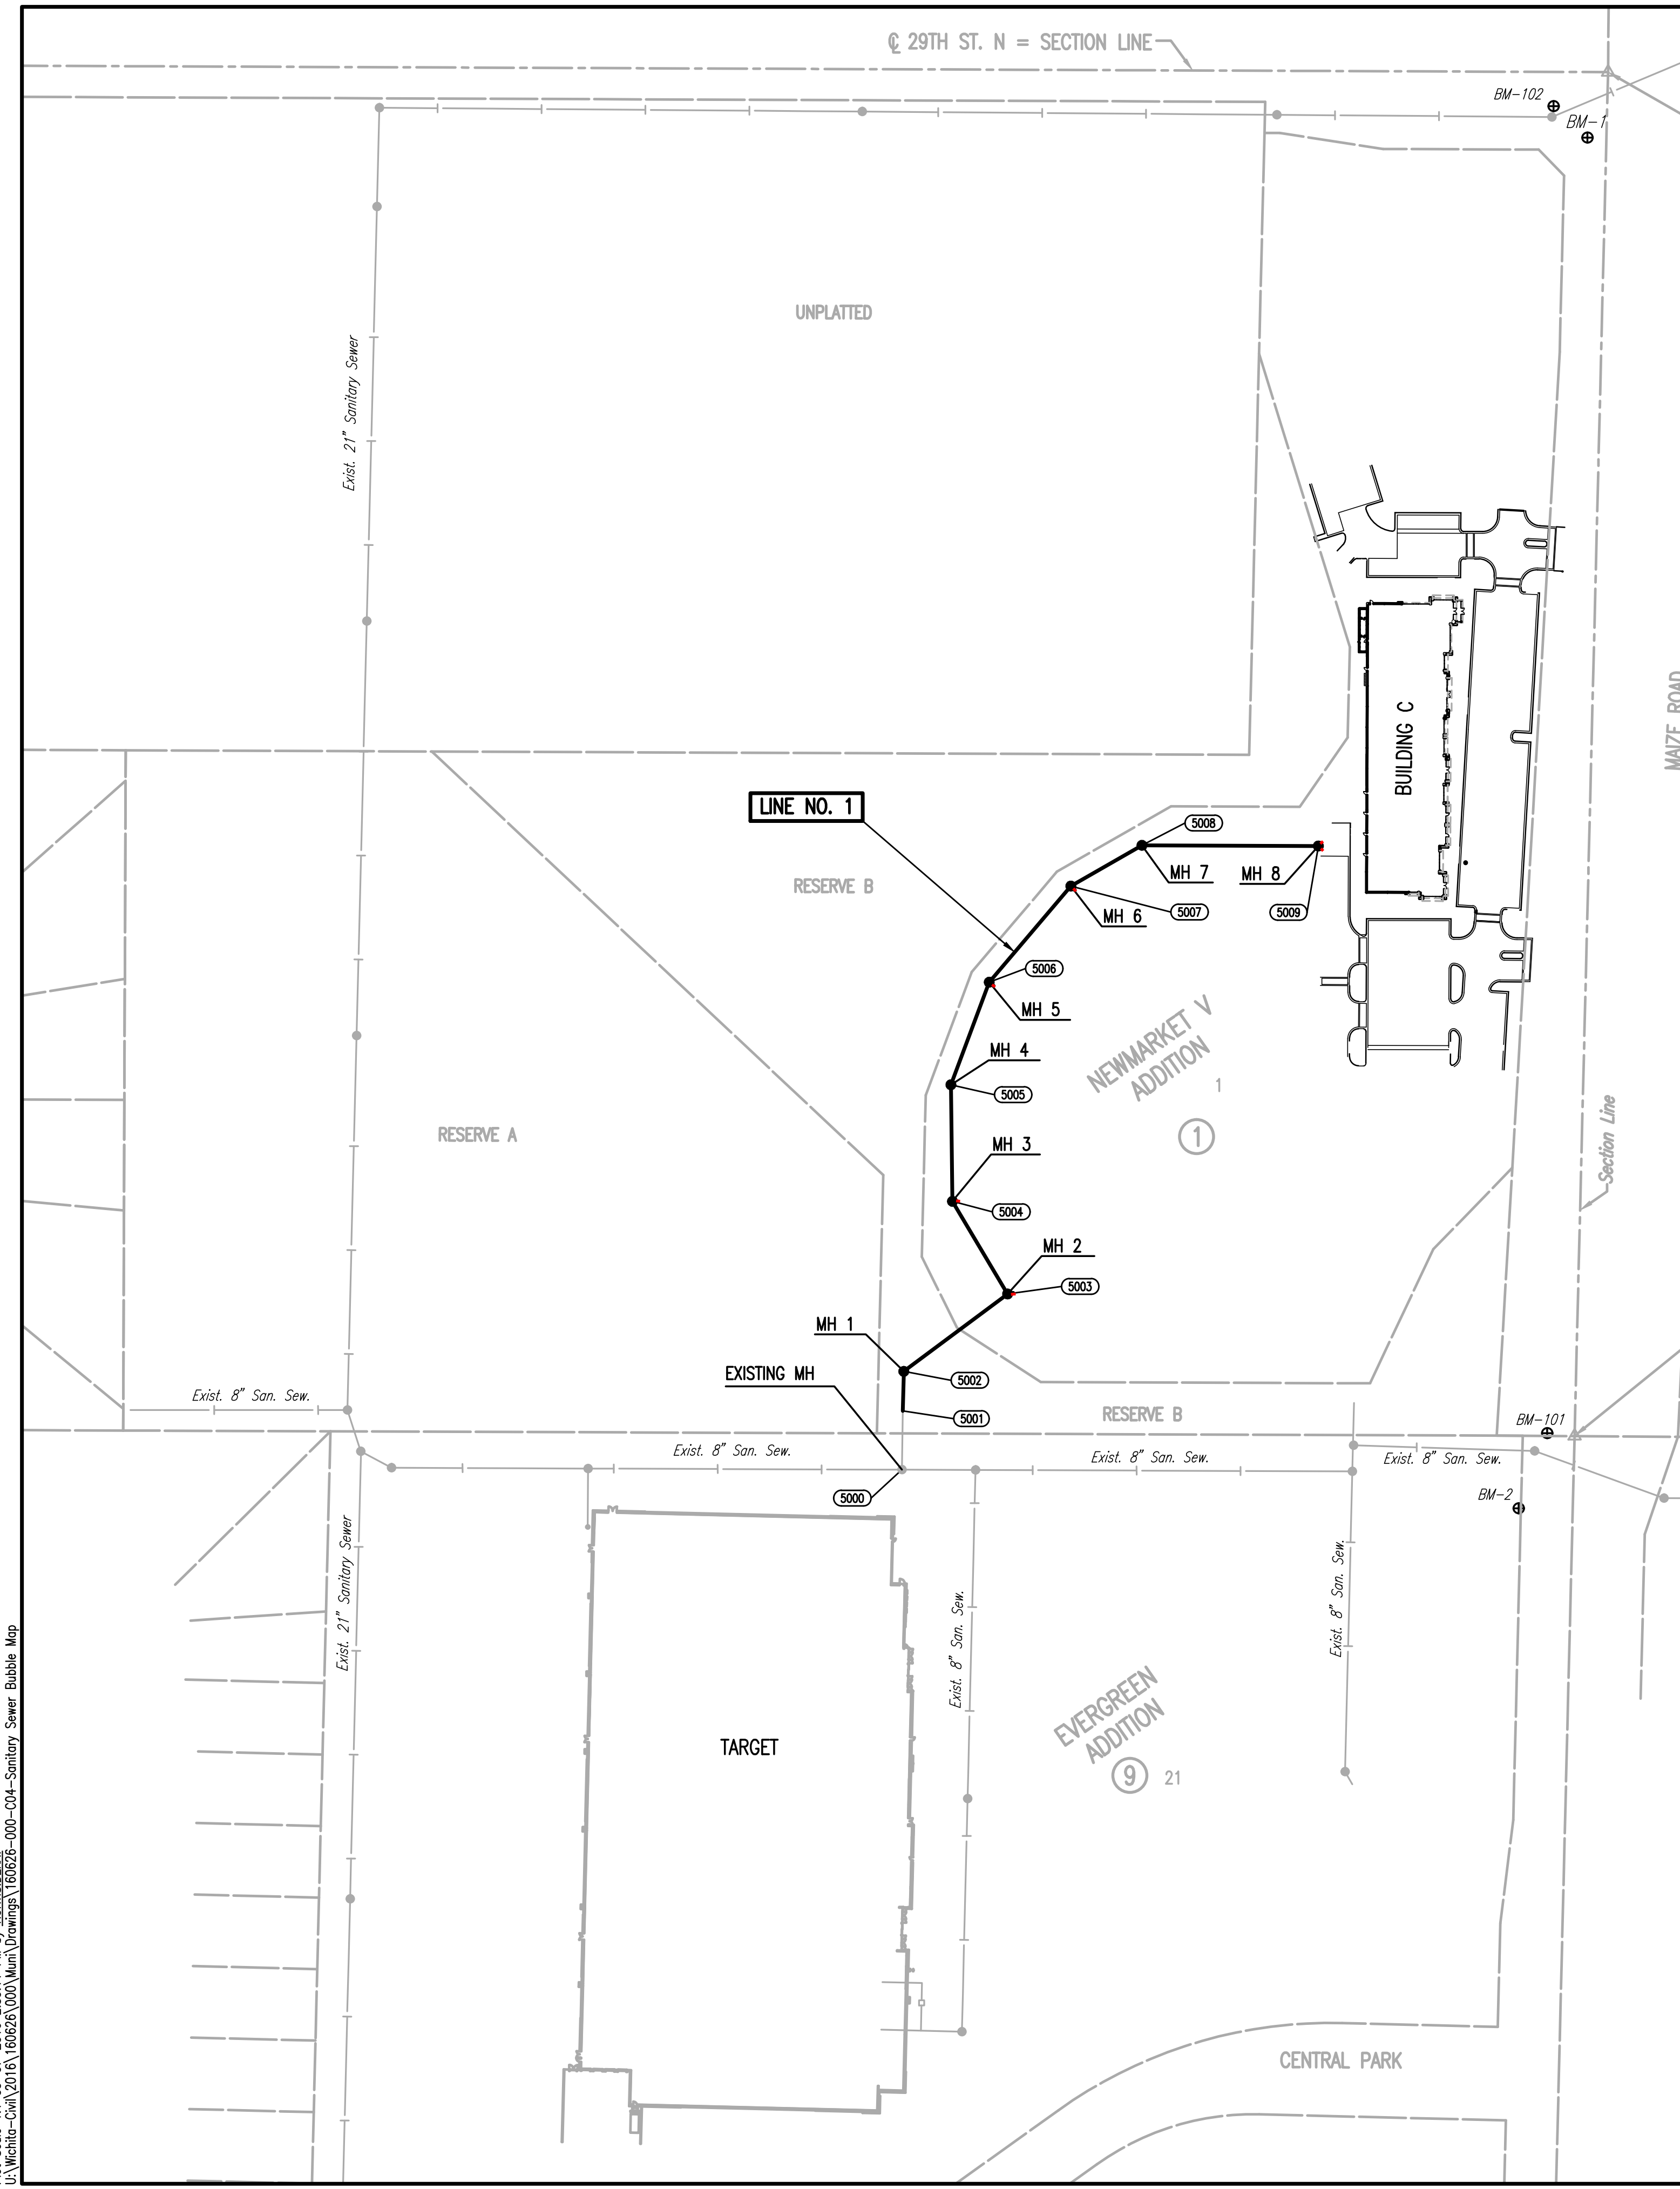 ℄ 29TH ST. N = SECTION LINE
BM-102
BM-1
UNPLATTED
Exist. 21" Sanitary Sewer
MAIZE ROAD
BUILDING C
LINE NO. 1
5008
RESERVE B
MH 7
MH 8
MH 6
5007
5009
5006
MH 5
NEWMARKET V
ADDITION
1
1
MH 4
5005
RESERVE A
MH 3
5004
Section Line
MH 2
5003
MH 1
EXISTING MH
5002
Exist. 8" San. Sew.
5001
RESERVE B
BM-101
Exist. 8" San. Sew.
Exist. 8" San. Sew.
Exist. 8" San. Sew.
5000
BM-2
Exist. 21" Sanitary Sewer
Exist. 8" San. Sew.
Exist. 8" San. Sew.
TARGET
EVERGREEN
ADDITION
9
21
CENTRAL PARK
U:\Wichita-Civil\2016\160626\000\Muni\Drawings\160626-000-C04-Sanitary Sewer Bubble Map